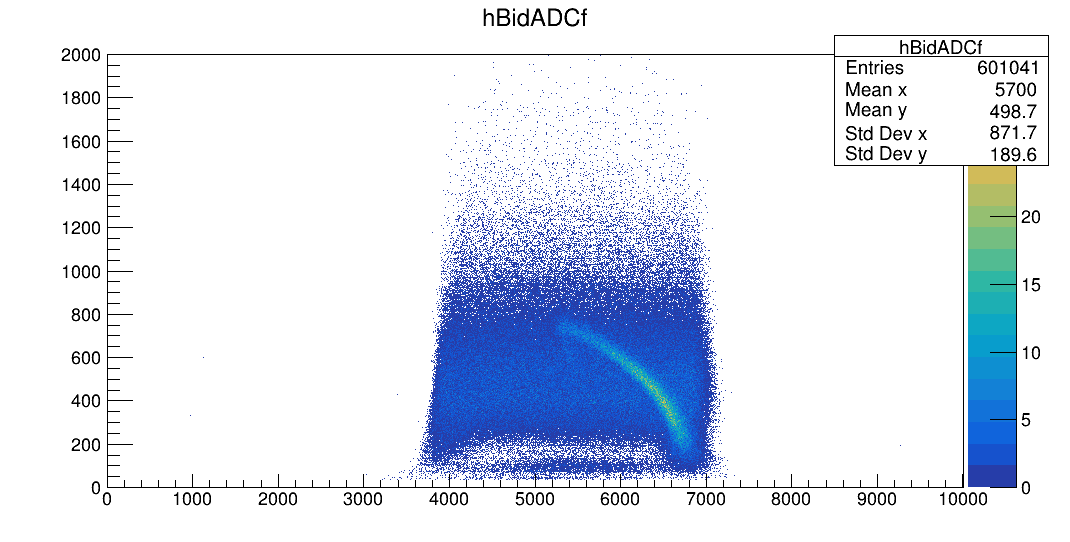 hBidADCf
hBidADCf
Entries 601041
Mean x 5700
Mean y 498.7
Std Dev x 871.7
Std Dev y 189.6
2000
1800
1600
1400
1200
1000
800
600
400
200
0
0 1000 2000 3000 4000 5000 6000 7000 8000 9000 10000
20
15
10
5
0